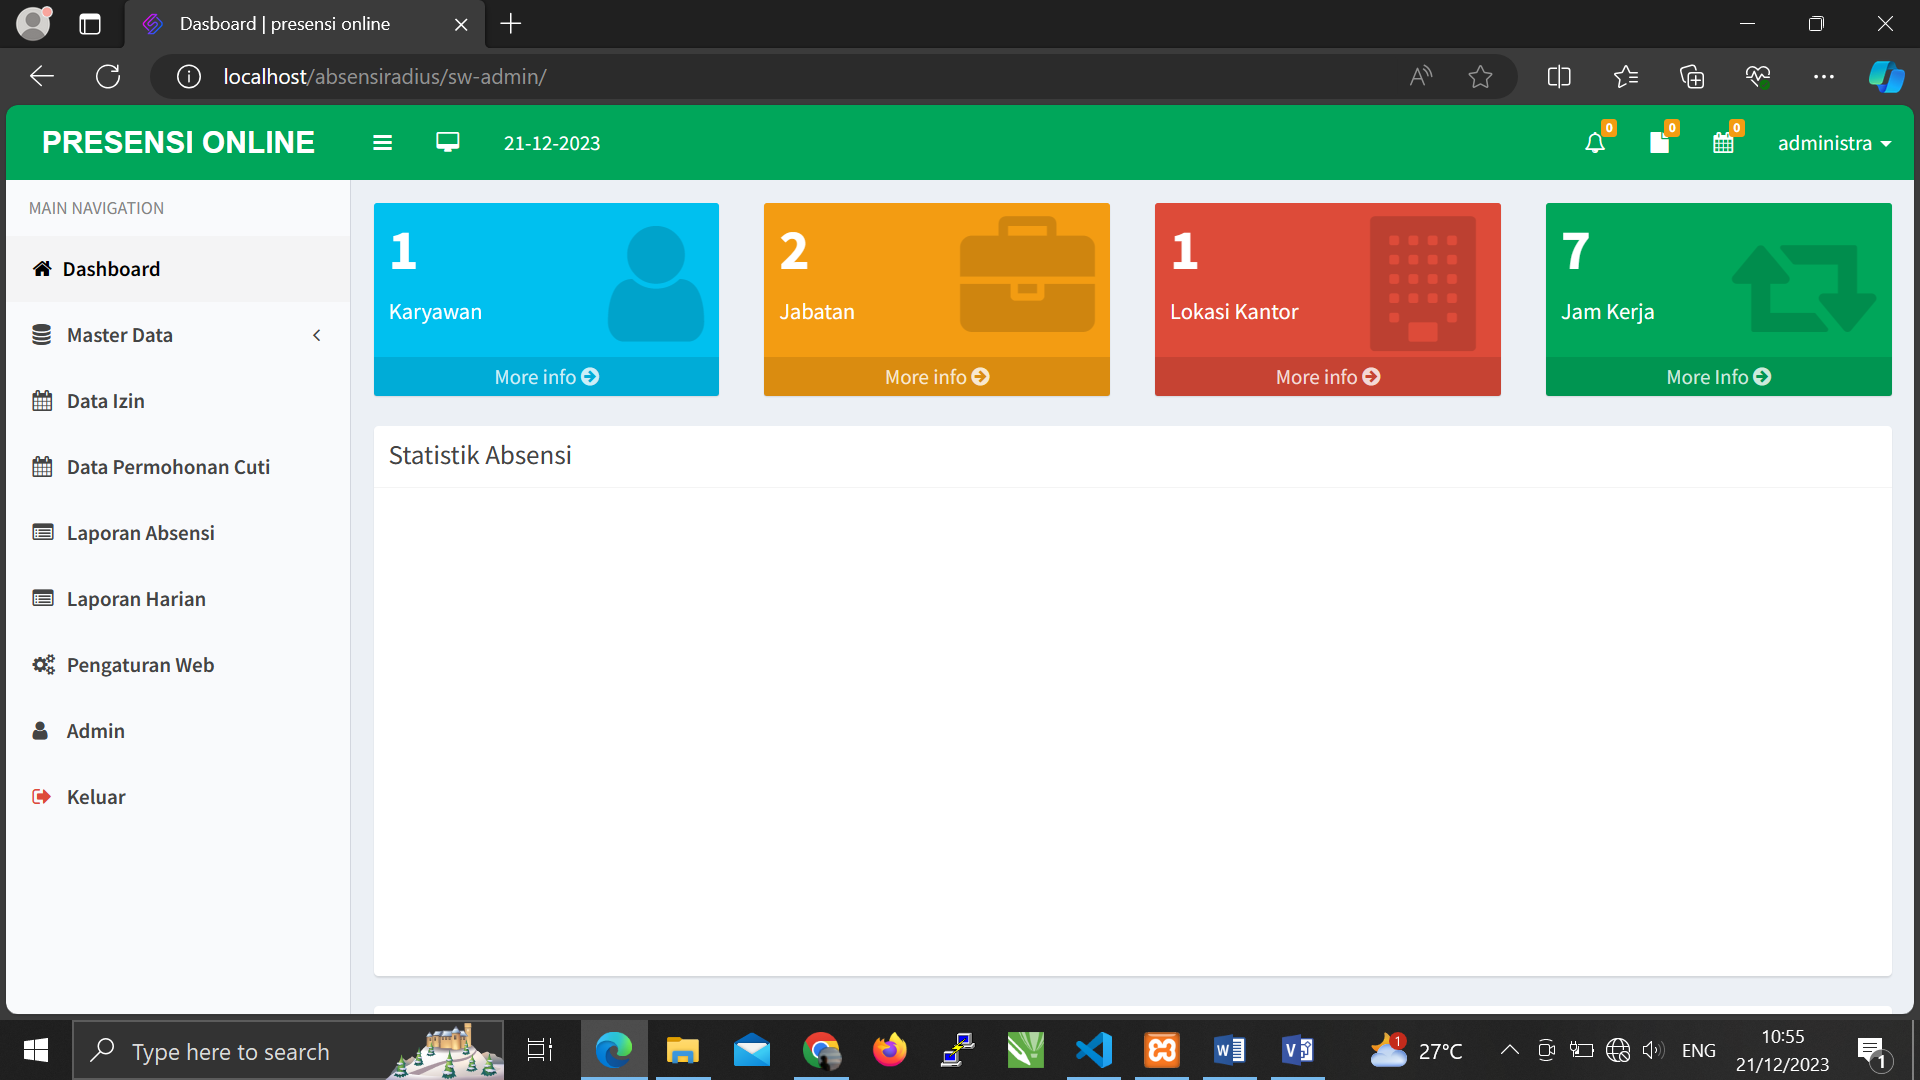 Dasboard | presensi online
localhost/absensiradius/sw-admin/
PRESENSI ONLINE
21-12-2023
0
0
0
administra
MAIN NAVIGATION
Dashboard
Master Data
Data Izin
Data Permohonan Cuti
Laporan Absensi
Laporan Harian
Pengaturan Web
Admin
Keluar
1
Karyawan
More info
2
Jabatan
More info
1
Lokasi Kantor
More info
7
Jam Kerja
More Info
Statistik Absensi
Type here to search
1
27°C
ENG
10:55
21/12/2023
1